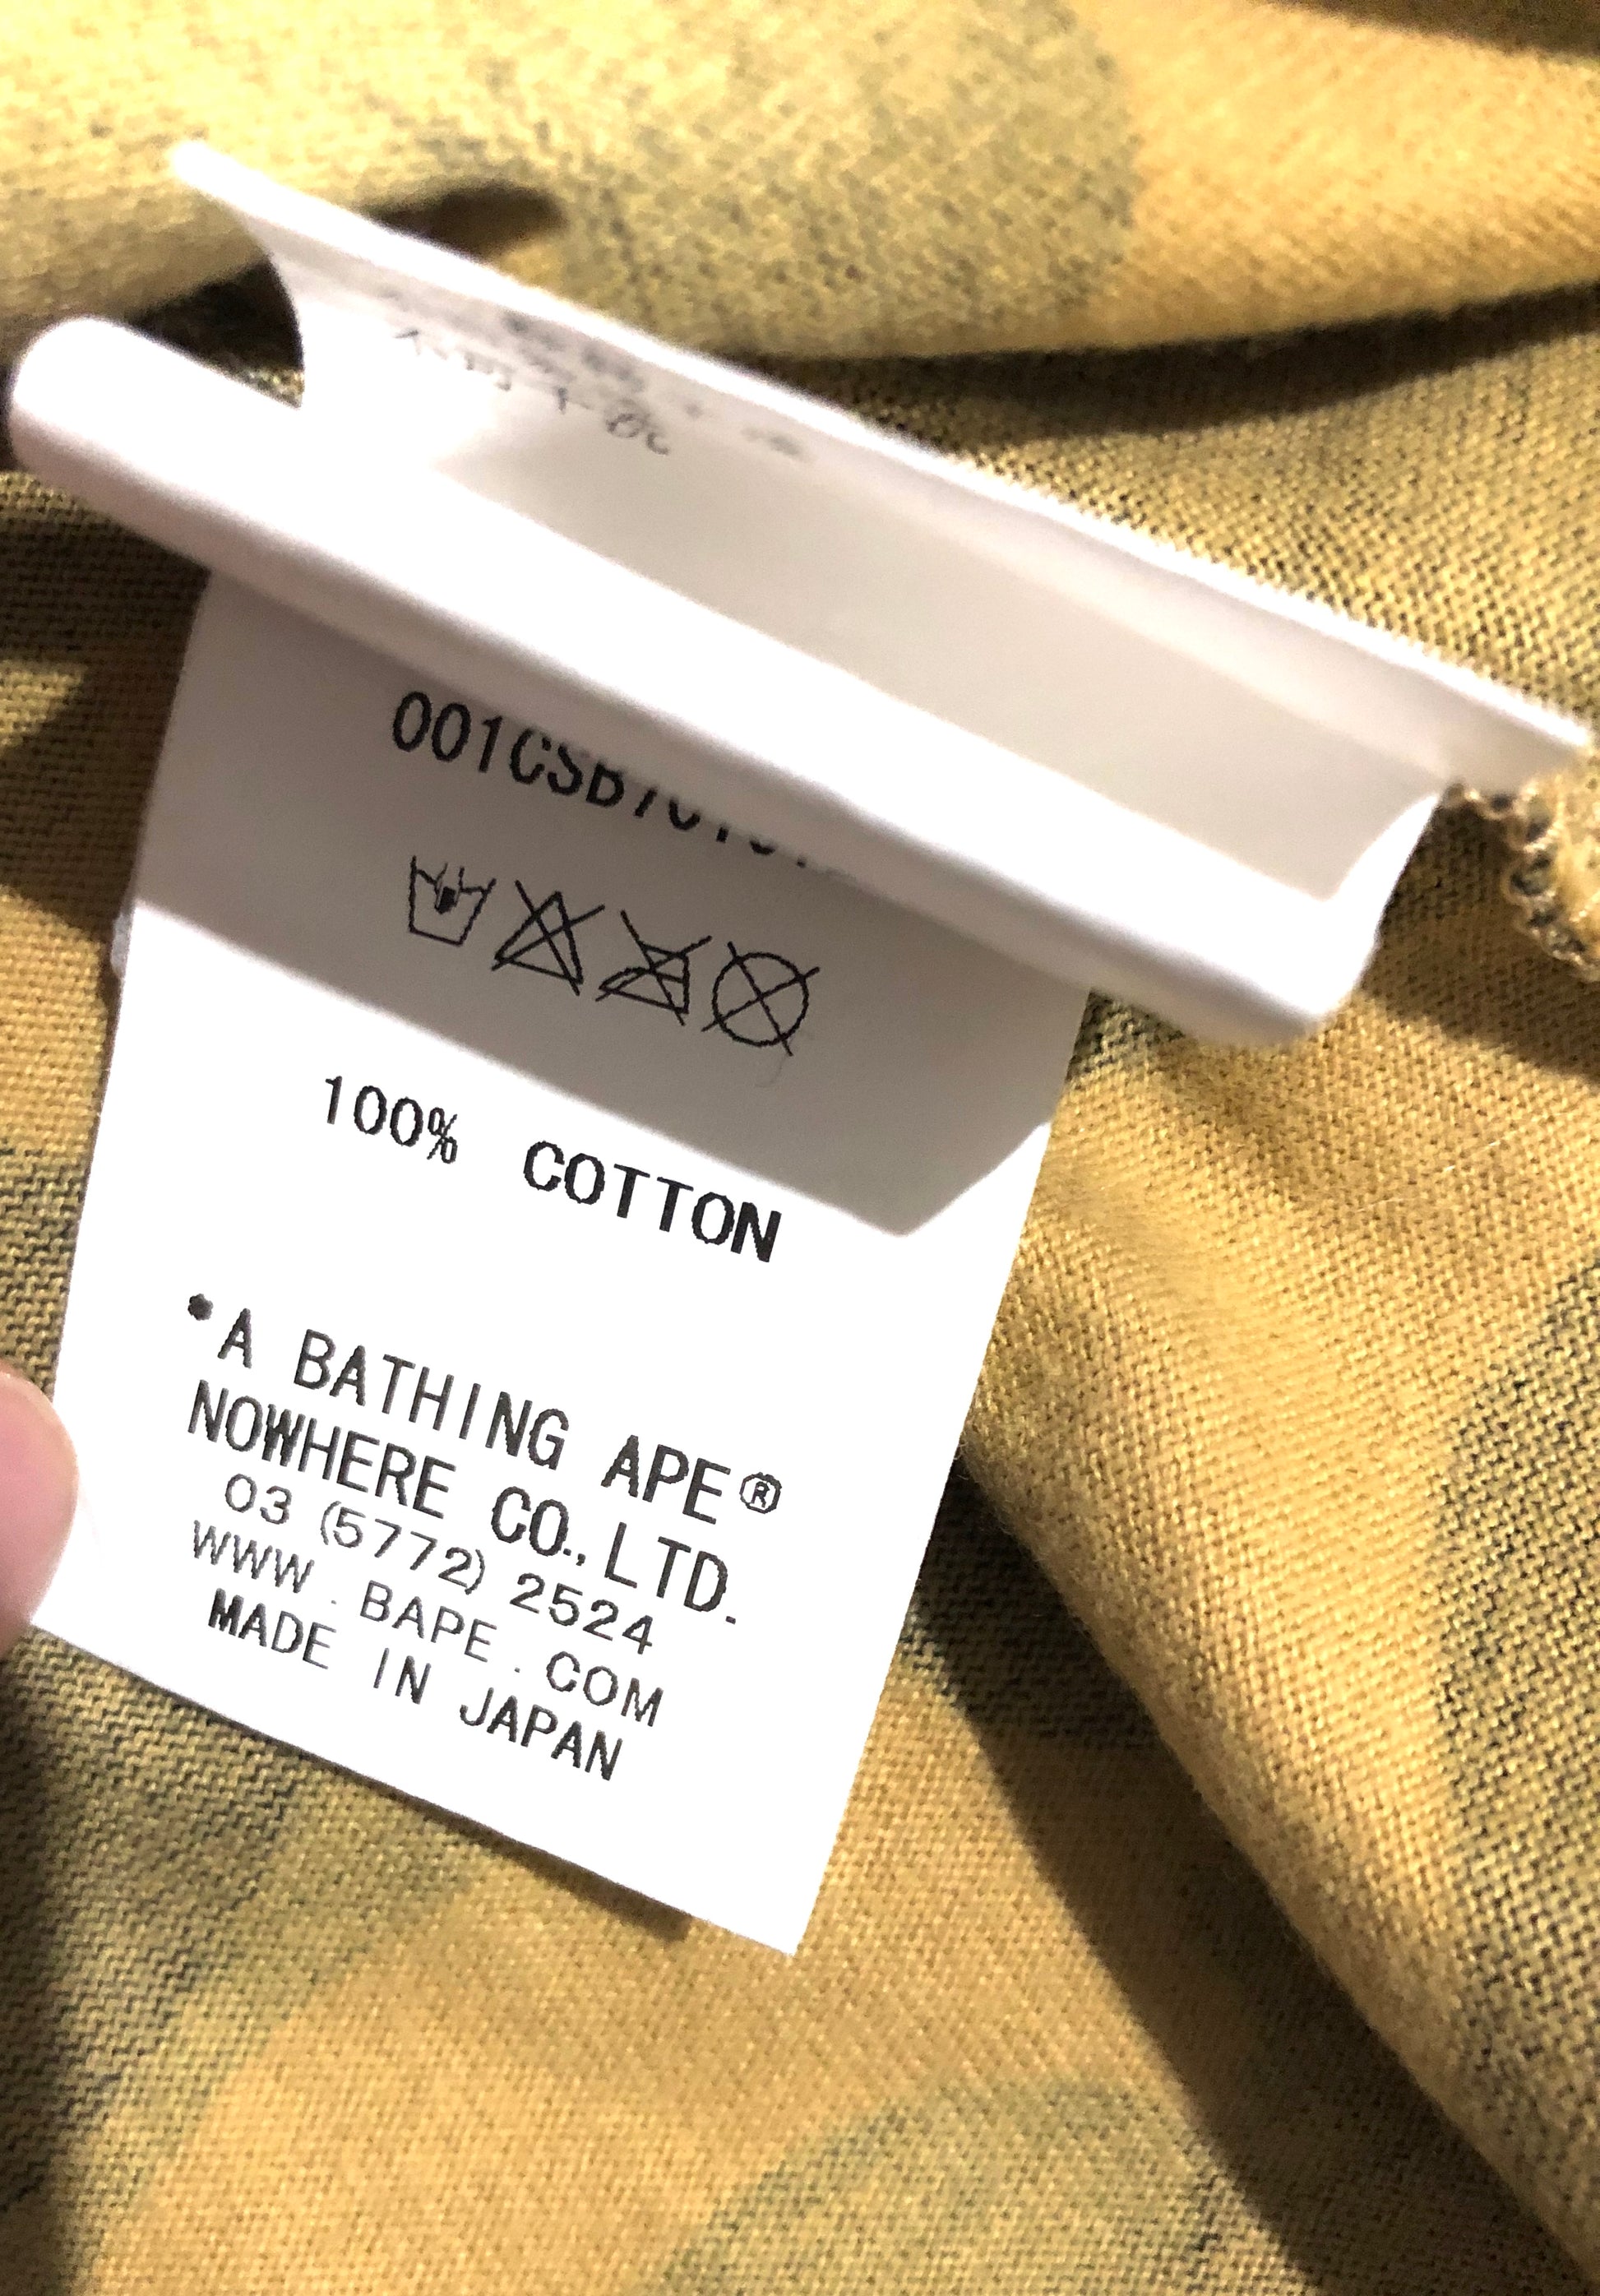 100% COTTON
•A BATHING APE®
NOWHERE CO.,LTD.
03 (5772) 2524
WWW.BAPE.COM
MADE IN JAPAN